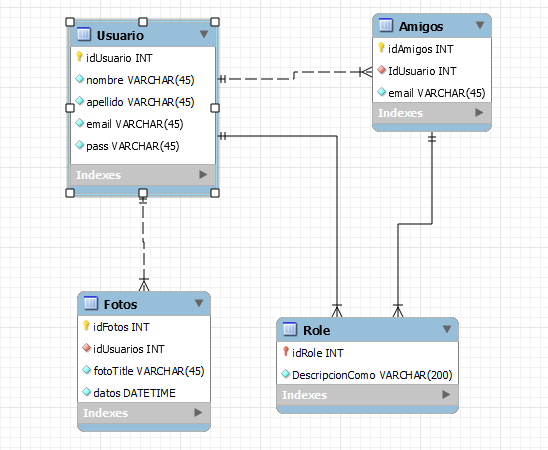 Usuario
idUsuario INT
nombre VARCHAR(45)
apellido VARCHAR(45)
email VARCHAR(45)
pass VARCHAR(45)
Indexes
Amigos
idAmigos INT
IdUsuario INT
email VARCHAR(45)
Indexes
Fotos
idFotos INT
idUsuarios INT
fotoTitle VARCHAR(45)
datos DATETIME
Indexes
Role
idRole INT
DescripcionComo VARCHAR(200)
Indexes